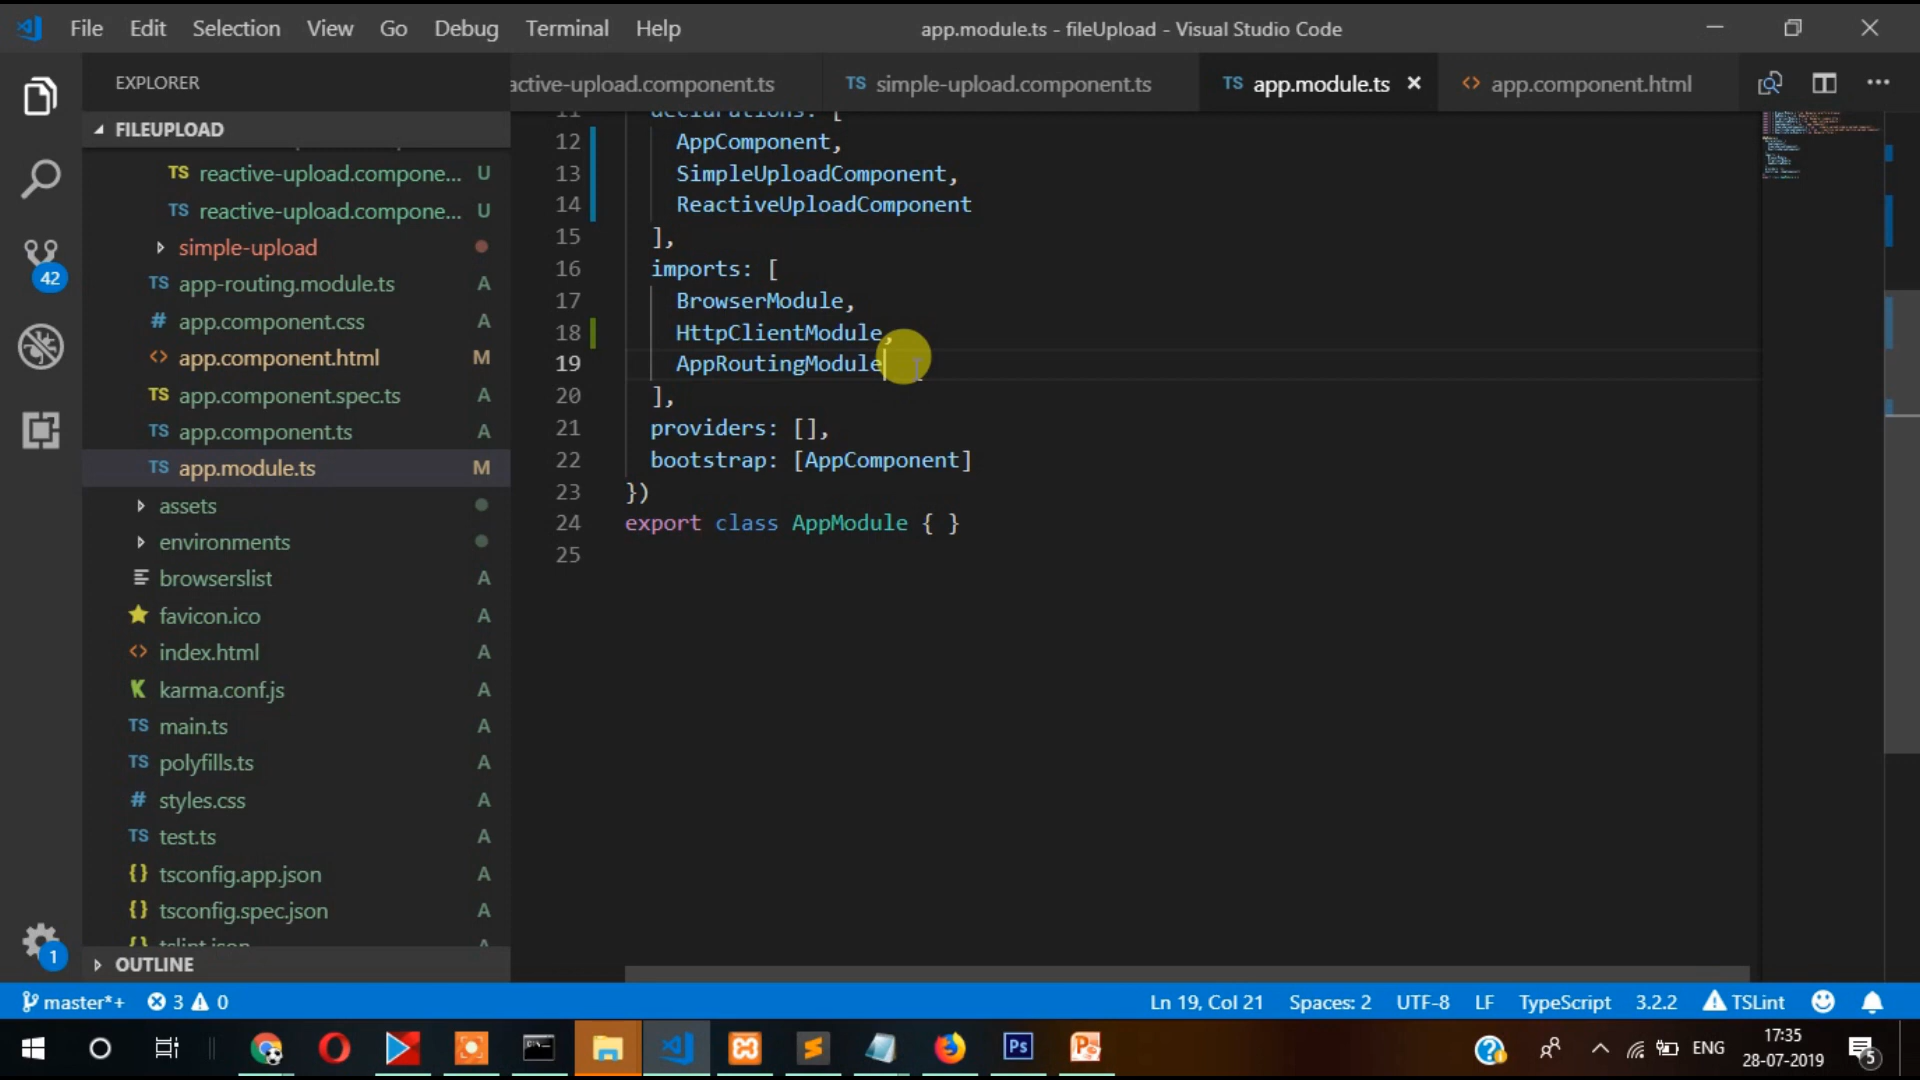 File Edit Selection View Go Debug Terminal Help
app.module.ts - fileUpload - Visual Studio Code
EXPLORER
active-upload.component.ts
TS simple-upload.component.ts
TS app.module.ts
<> app.component.html
FILEUPLOAD
TS reactive-upload.compone... U
TS reactive-upload.compone... U
simple-upload
TS app-routing.module.ts A
# app.component.css A
<> app.component.html M
TS app.component.spec.ts A
TS app.component.ts A
TS app.module.ts M
assets
environments
browserslist A
favicon.ico A
<> index.html A
K karma.conf.js A
TS main.ts A
TS polyfills.ts A
# styles.css A
TS test.ts A
{} tsconfig.app.json A
{} tsconfig.spec.json A
{} tslint.json A
OUTLINE
42
1
11 declarations: [
12 AppComponent,
13 SimpleUploadComponent,
14 ReactiveUploadComponent
15 ],
16 imports: [
17 BrowserModule,
18 HttpClientModule,
19 AppRoutingModule
20 ],
21 providers: [],
22 bootstrap: [AppComponent]
23 })
24 export class AppModule { }
25
master*+ 3 0
Ln 19, Col 21 Spaces: 2 UTF-8 LF TypeScript 3.2.2 TSLint
Ps
ENG
17:35
28-07-2019
5